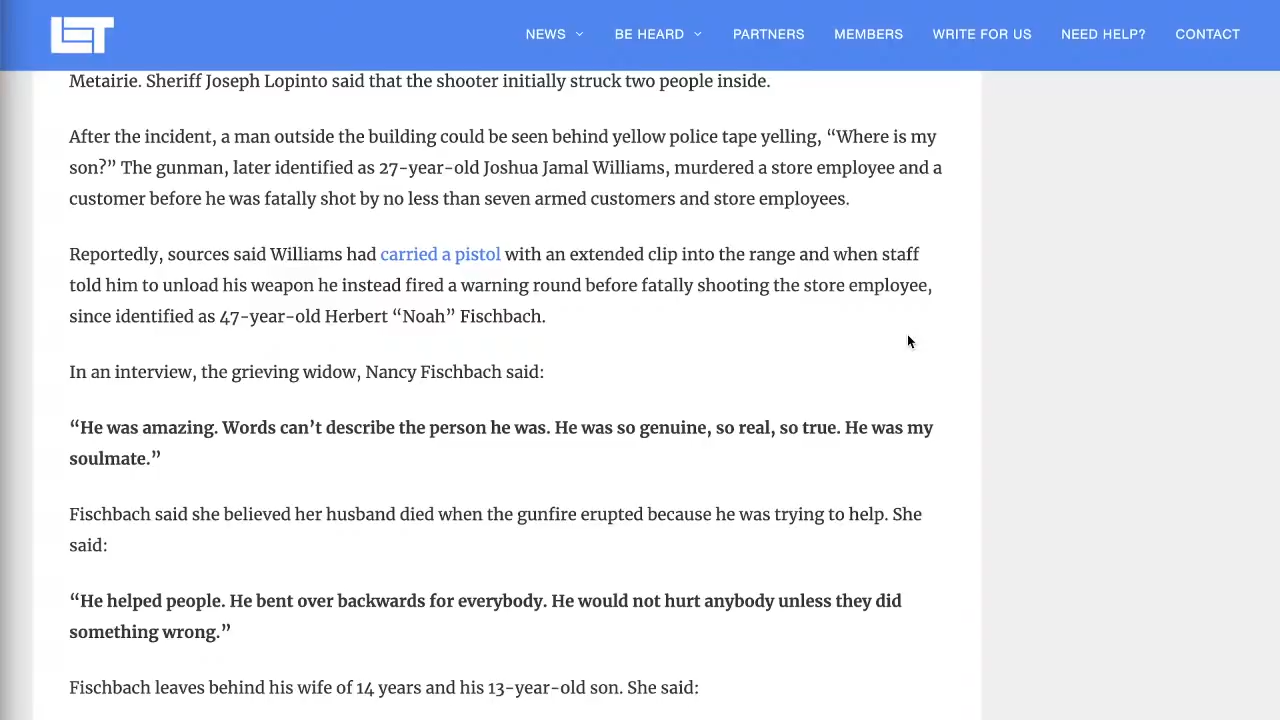 LET
NEWS
BE HEARD
PARTNERS
MEMBERS
WRITE FOR US
NEED HELP?
CONTACT
Metairie. Sheriff Joseph Lopinto said that the shooter initially struck two people inside.
After the incident, a man outside the building could be seen behind yellow police tape yelling, “Where is my
son?” The gunman, later identified as 27-year-old Joshua Jamal Williams, murdered a store employee and a
customer before he was fatally shot by no less than seven armed customers and store employees.
Reportedly, sources said Williams had carried a pistol with an extended clip into the range and when staff
told him to unload his weapon he instead fired a warning round before fatally shooting the store employee,
since identified as 47-year-old Herbert “Noah” Fischbach.
In an interview, the grieving widow, Nancy Fischbach said:
“He was amazing. Words can’t describe the person he was. He was so genuine, so real, so true. He was my
soulmate.”
Fischbach said she believed her husband died when the gunfire erupted because he was trying to help. She
said:
“He helped people. He bent over backwards for everybody. He would not hurt anybody unless they did
something wrong.”
Fischbach leaves behind his wife of 14 years and his 13-year-old son. She said: